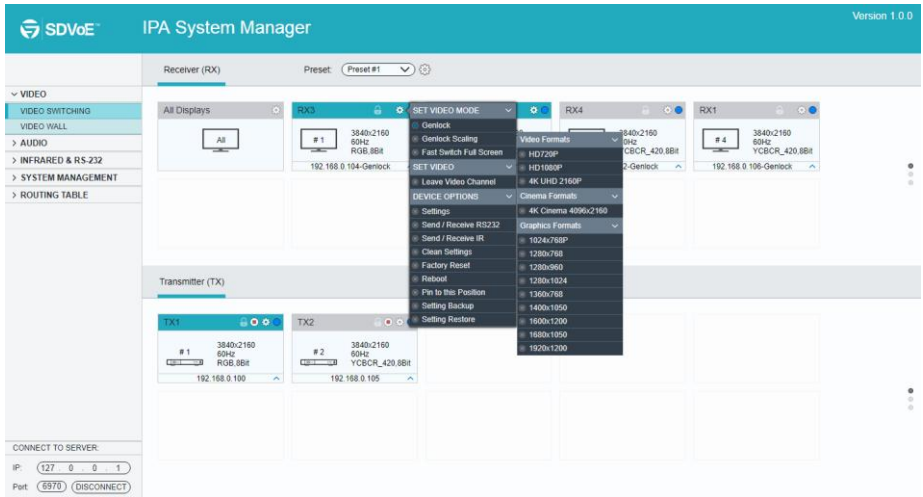 SDVoE™
IPA System Manager
Version 1.0.0
Receiver (RX)
Preset: Preset #1
VIDEO
VIDEO SWITCHING
VIDEO WALL
AUDIO
INFRARED & RS-232
SYSTEM MANAGEMENT
ROUTING TABLE
All Displays
All
RX3
# 1
3840x2160
60Hz
RGB,8Bit
192.168.0.104-Genlock
SET VIDEO MODE
Genlock
Genlock Scaling
Fast Switch Full Screen
SET VIDEO
Leave Video Channel
DEVICE OPTIONS
Settings
Send / Receive RS232
Send / Receive IR
Clean Settings
Factory Reset
Reboot
Pin to this Position
Setting Backup
Setting Restore
Video Formats
HD720P
HD1080P
4K UHD 2160P
Cinema Formats
4K Cinema 4096x2160
Graphics Formats
1024x768P
1280x768
1280x960
1280x1024
1360x768
1400x1050
1600x1200
1680x1050
1920x1200
RX4
3840x2160
60Hz
YCBCR_420,8Bit
2-Genlock
RX1
# 4
3840x2160
60Hz
YCBCR_420,8Bit
192.168.0.106-Genlock
Transmitter (TX)
TX1
# 1
3840x2160
60Hz
RGB,8Bit
192.168.0.100
TX2
# 2
3840x2160
60Hz
YCBCR_420,8Bit
192.168.0.105
CONNECT TO SERVER:
IP: 127 . 0 . 0 . 1
Port: 6970 DISCONNECT